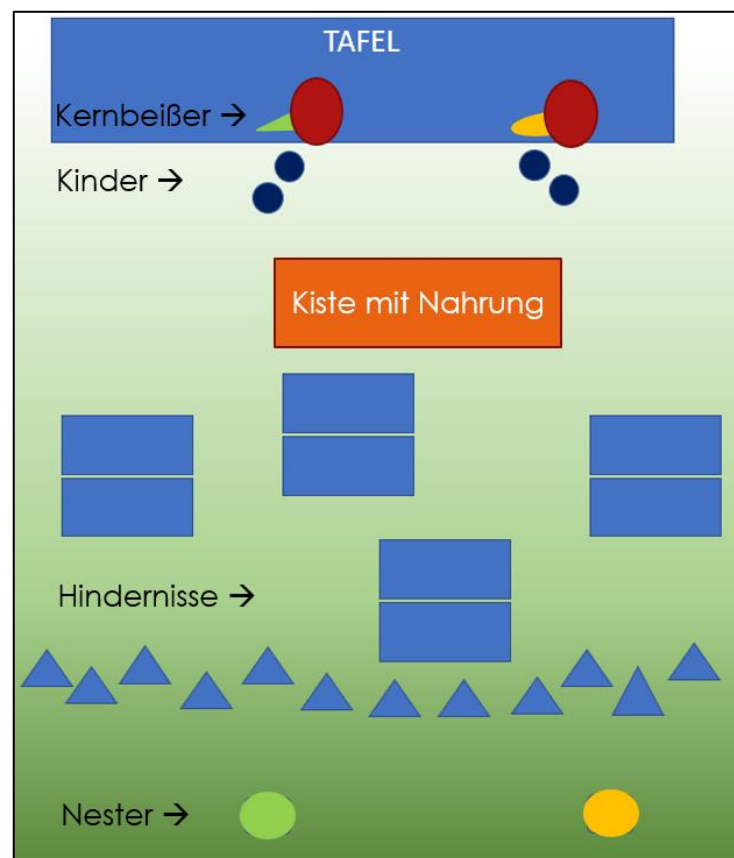 TAFEL
Kernbeißer →
Kinder →
Kiste mit Nahrung
Hindernisse →
Nester →